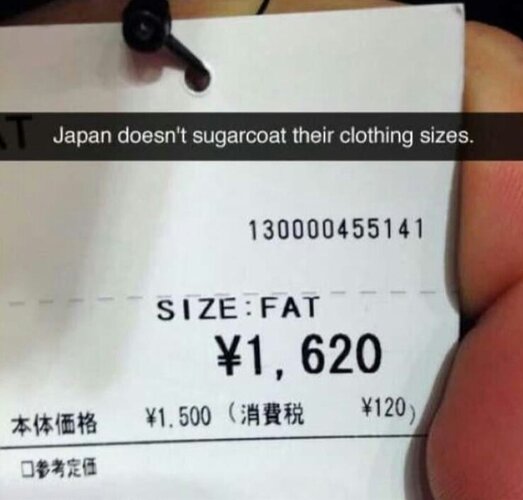 Japan doesn't sugarcoat their clothing sizes.
130000455141
SIZE:FAT
¥1,620
本体価格 ¥1.500 (消費税 ¥120)
□参考定価